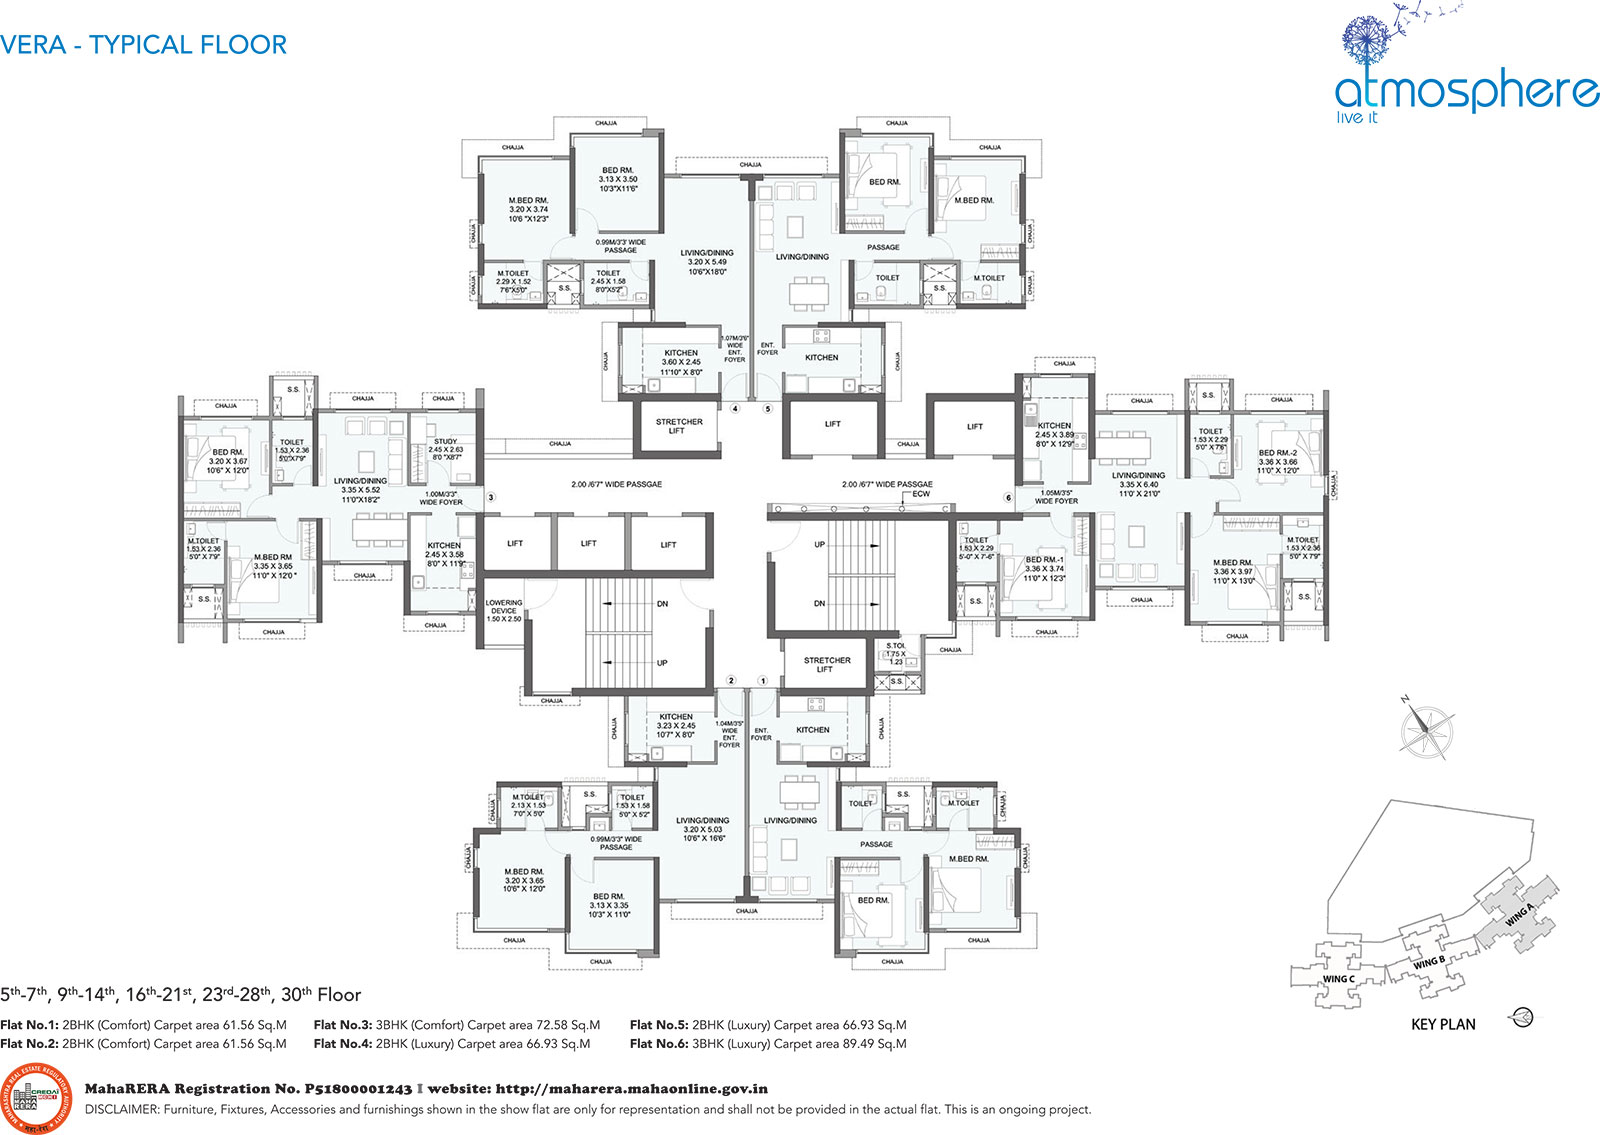 VERA - TYPICAL FLOOR
atmosphere
live it
CHAJJA
CHAJJA
BED RM.
3.13 X 3.50
10'3"X11'6"
M.BED RM.
3.20 X 3.74
10'6 "X12'3"
CHAJJA
CHAJJA
0.99M/3'3' WIDE
PASSAGE
M.TOILET
2.29 X 1.52
7'6"X5'0"
S.S.
TOILET
2.45 X 1.58
8'0"X5'2"
CHAJJA
LIVING/DINING
3.20 X 5.49
10'6"X18'0"
CHAJJA
KITCHEN
3.60 X 2.45
11'10" X 8'0"
1.07M/3'6"
WIDE
ENT.
FOYER
4
CHAJJA
CHAJJA
BED RM.
M.BED RM.
CHAJJA
PASSAGE
LIVING/DINING
TOILET
S.S.
M.TOILET
CHAJJA
ENT.
FOYER
KITCHEN
CHAJJA
5
STRETCHER
LIFT
LIFT
CHAJJA
LIFT
CHAJJA
S.S.
CHAJJA
CHAJJA
CHAJJA
BED RM.
3.20 X 3.67
10'6" X 12'0"
TOILET
1.53 X 2.36
5'0"X7'9"
LIVING/DINING
3.35 X 5.52
11'0"X18'2"
STUDY
2.45 X 2.63
8'0 "X8'7"
1.00M/3'3"
WIDE FOYER
3
M.TOILET
1.53 X 2.36
5'0" X 7'9"
M.BED RM
3.35 X 3.65
11'0" X 12'0 "
KITCHEN
2.45 X 3.58
8'0" X 11'9"
S.S.
CHAJJA
CHAJJA
CHAJJA
2.00 /6'7" WIDE PASSGAE
2.00 /6'7" WIDE PASSGAE
ECW
LIFT
LIFT
LIFT
LOWERING
DEVICE
1.50 X 2.50
DN
UP
CHAJJA
UP
DN
STRETCHER
LIFT
S.TOI.
1.75 X
1.23
S.S.
CHAJJA
CHAJJA
KITCHEN
2.45 X 3.89
8'0" X 12'9"
6
1.05M/3'5"
WIDE FOYER
CHAJJA
LIVING/DINING
3.35 X 6.40
11'0' X 21'0"
S.S.
TOILET
1.53 X 2.29
5'0" X 7'6"
CHAJJA
BED RM.-2
3.36 X 3.66
11'0" X 12'0"
CHAJJA
TOILET
1.53 X 2.29
5'-0" X 7'-6"
BED RM.-1
3.36 X 3.74
11'0" X 12'3"
S.S.
CHAJJA
CHAJJA
M.BED RM.
3.36 X 3.97
11'0" X 13'0"
M.TOILET
1.53 X 2.36
5'0" X 7'9"
S.S.
CHAJJA
2
1
KITCHEN
3.23 X 2.45
10'7" X 8'0"
1.04M/3'5"
WIDE
ENT.
FOYER
CHAJJA
ENT.
FOYER
KITCHEN
CHAJJA
CHAJJA
M.TOILET
2.13 X 1.53
7'0" X 5'0"
S.S.
TOILET
1.53 X 1.58
5'0" X 5'2"
LIVING/DINING
3.20 X 5.03
10'6" X 16'6"
0.99M/3'3" WIDE
PASSAGE
CHAJJA
M.BED RM.
3.20 X 3.65
10'6" X 12'0"
BED RM.
3.13 X 3.35
10'3" X 11'0"
CHAJJA
CHAJJA
CHAJJA
LIVING/DINING
TOILET
S.S.
M.TOILET
CHAJJA
PASSAGE
M.BED RM.
CHAJJA
BED RM.
CHAJJA
CHAJJA
N
WING A
WING B
WING C
KEY PLAN
5th-7th, 9th-14th, 16th-21st, 23rd-28th, 30th Floor
Flat No.1: 2BHK (Comfort) Carpet area 61.56 Sq.M
Flat No.2: 2BHK (Comfort) Carpet area 61.56 Sq.M
Flat No.3: 3BHK (Comfort) Carpet area 72.58 Sq.M
Flat No.4: 2BHK (Luxury) Carpet area 66.93 Sq.M
Flat No.5: 2BHK (Luxury) Carpet area 66.93 Sq.M
Flat No.6: 3BHK (Luxury) Carpet area 89.49 Sq.M
MAHARASHTRA REAL ESTATE REGULATORY AUTHORITY
MAHA RERA
CREDAI
MCHI
महा-रेरा
MahaRERA Registration No. P51800001243 I website: http://maharera.mahaonline.gov.in
DISCLAIMER: Furniture, Fixtures, Accessories and furnishings shown in the show flat are only for representation and shall not be provided in the actual flat. This is an ongoing project.